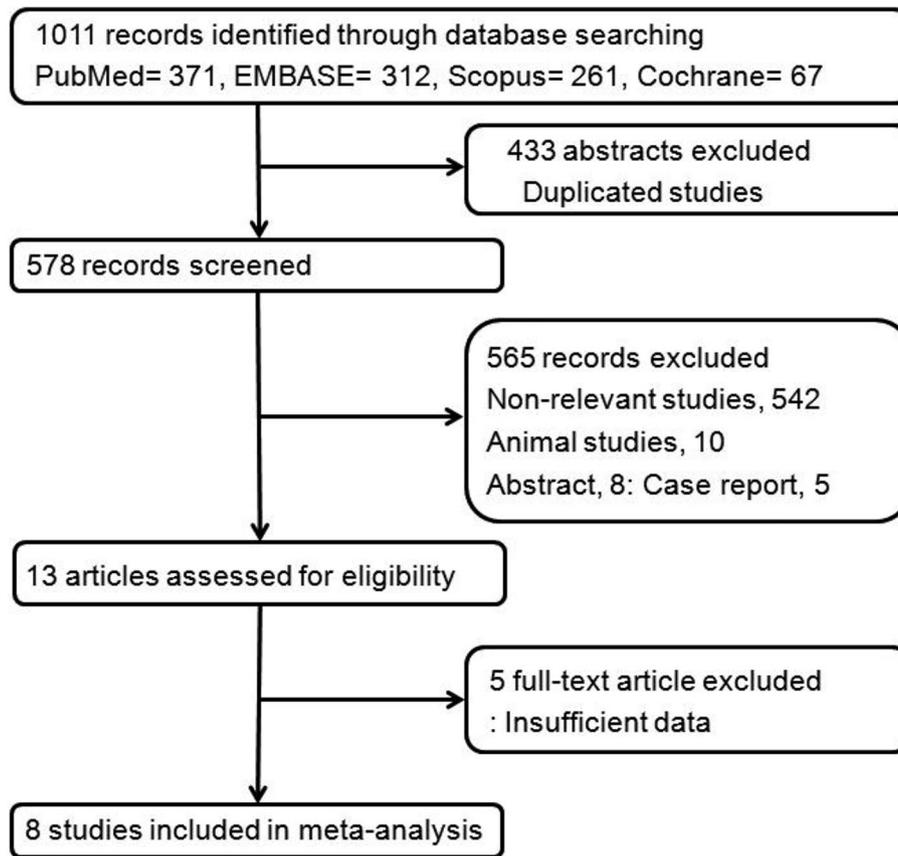 1011 records identified through database searching
PubMed= 371, EMBASE= 312, Scopus= 261, Cochrane= 67
433 abstracts excluded
Duplicated studies
578 records screened
565 records excluded
Non-relevant studies, 542
Animal studies, 10
Abstract, 8: Case report, 5
13 articles assessed for eligibility
5 full-text article excluded
: Insufficient data
8 studies included in meta-analysis